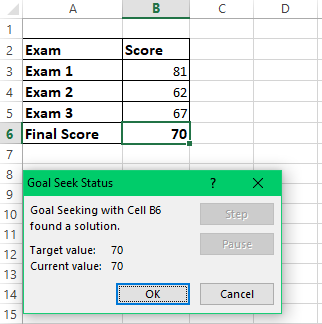 A B C D
1
2 Exam Score
3 Exam 1 81
4 Exam 2 62
5 Exam 3 67
6 Final Score 70
7
8
9
10
11
12
13
14
15
Goal Seek Status ? ×
Goal Seeking with Cell B6
found a solution.
Step
Target value: 70
Pause
Current value: 70
OK Cancel